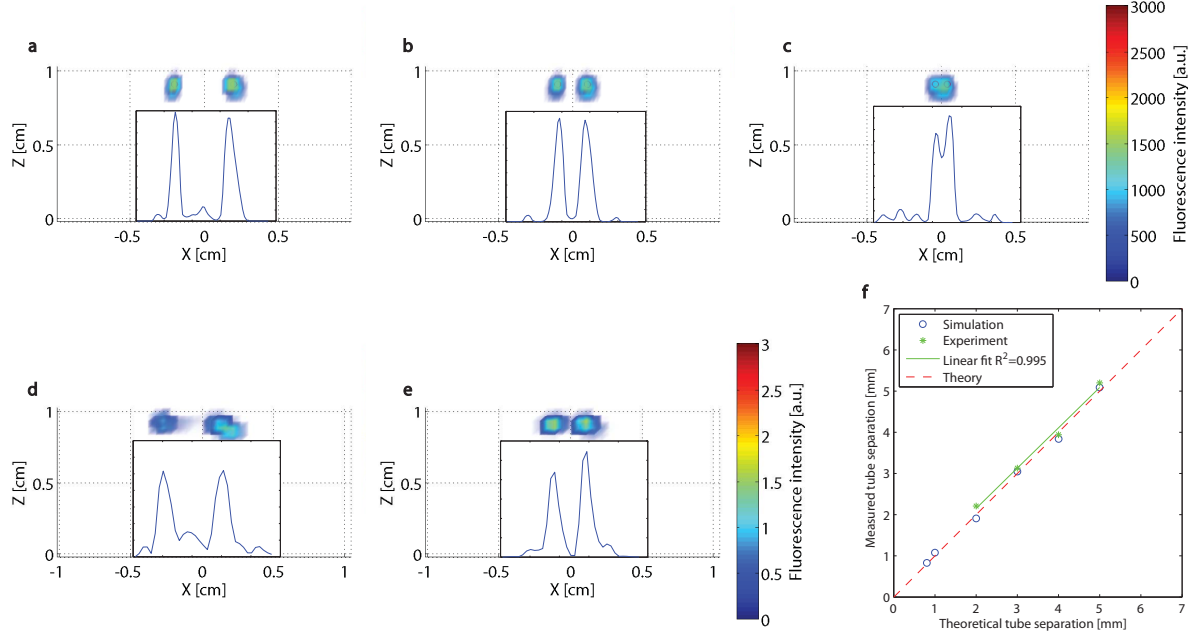 a
1
0.5
0
Z [cm]
-0.5
0
0.5
X [cm]
b
1
0.5
0
Z [cm]
-0.5
0
0.5
X [cm]
c
1
0.5
0
Z [cm]
-0.5
0
0.5
X [cm]
3000
2500
2000
1500
1000
500
0
Fluorescence intensity [a.u.]
d
1
0.5
0
Z [cm]
-1
-0.5
0
0.5
1
X [cm]
e
1
0.5
0
Z [cm]
-1
-0.5
0
0.5
1
X [cm]
3
2.5
2
1.5
1
0.5
0
Fluorescence intensity [a.u.]
f
7
6
5
4
3
2
1
0
Measured tube separation [mm]
Simulation
Experiment
Linear fit R²=0.995
Theory
0
1
2
3
4
5
6
7
Theoretical tube separation [mm]